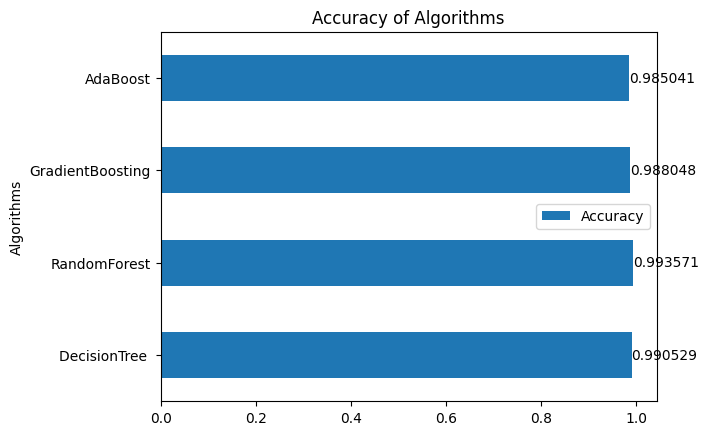 Accuracy of Algorithms
Algorithms
AdaBoost
0.985041
GradientBoosting
0.988048
Accuracy
RandomForest
0.993571
DecisionTree
0.990529
0.0 0.2 0.4 0.6 0.8 1.0